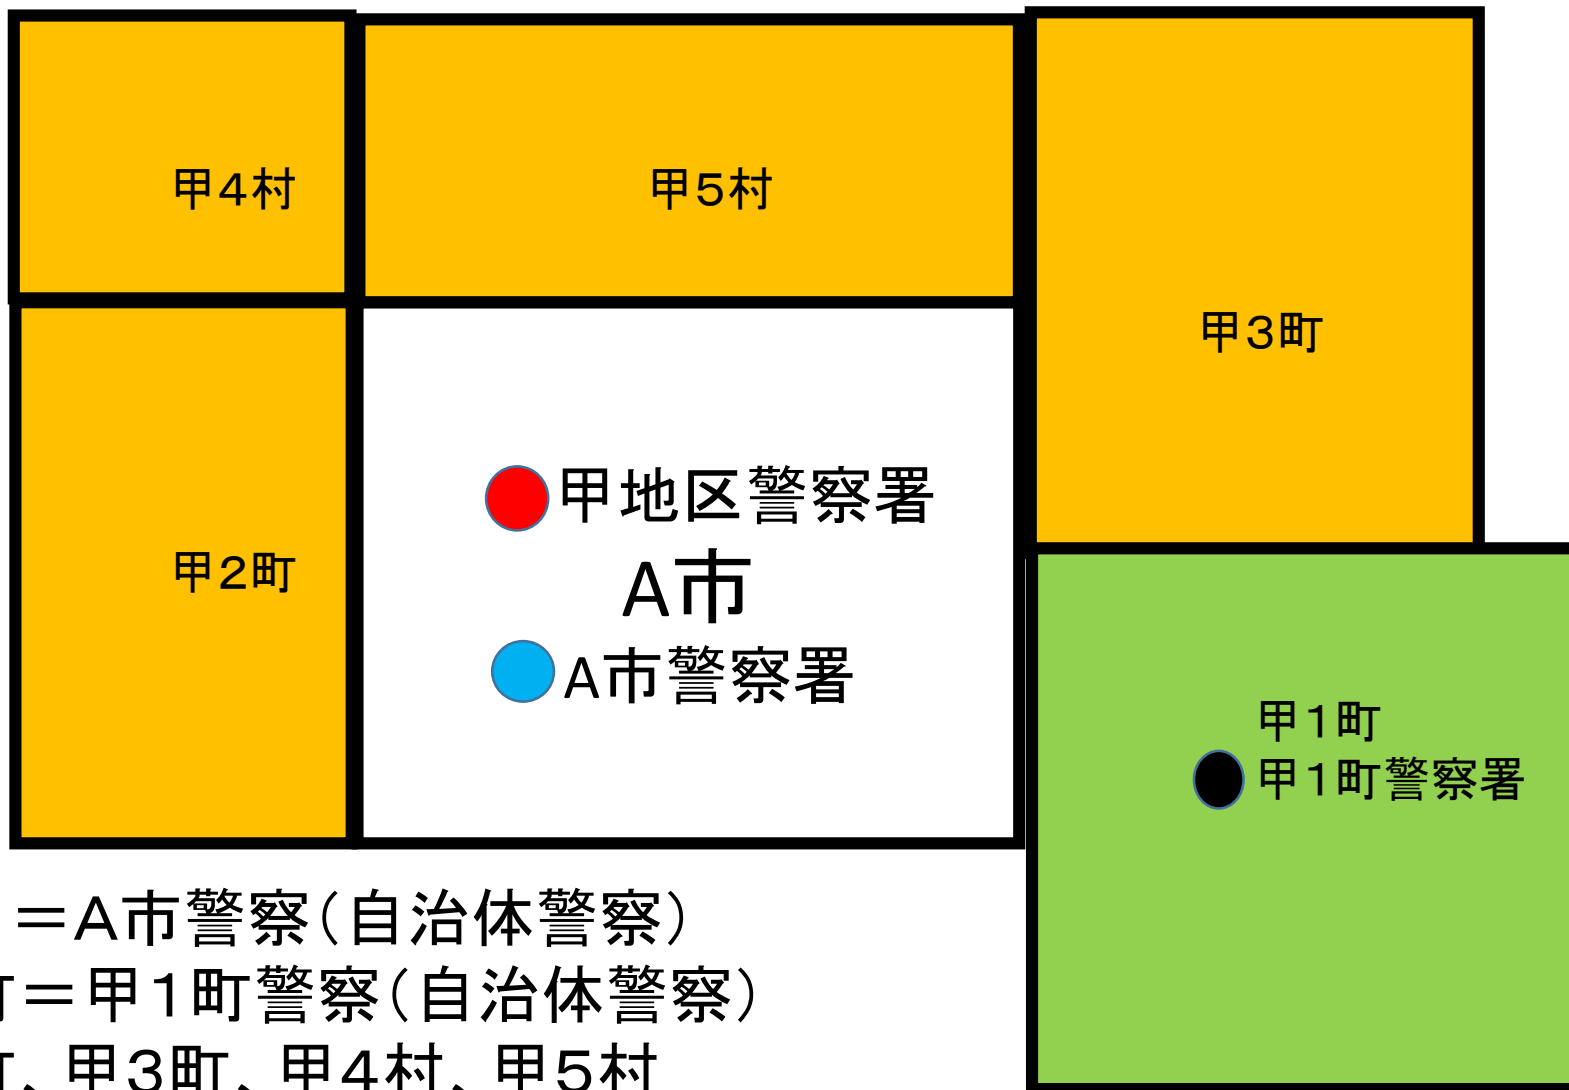 甲4村
甲5村
甲3町
甲地区警察署
A市
甲2町
A市警察署
甲1町
甲1町警察署
=A市警察(自治体警察)
町=甲1町警察(自治体警察)
町、甲3町、甲4村、甲5村